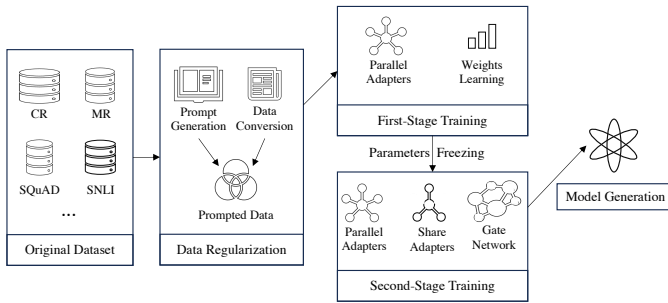 CR MR
SQuAD SNLI
...
Original Dataset
Prompt Generation
Data Conversion
Prompted Data
Data Regularization
Parallel Adapters
Weights Learning
First-Stage Training
Parameters Freezing
Parallel Adapters
Share Adapters
Gate Network
Second-Stage Training
Model Generation